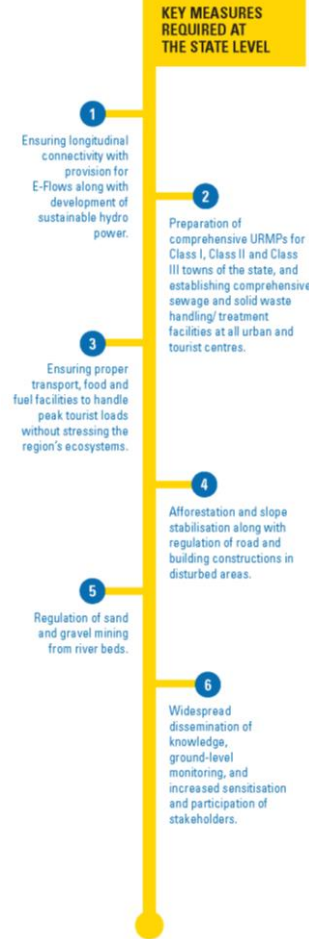 KEY MEASURES
REQUIRED AT
THE STATE LEVEL
1
Ensuring longitudinal
connectivity with
provision for
E-Flows along with
development of
sustainable hydro
power.
2
Preparation of
comprehensive URMPs for
Class I, Class II and Class
III towns of the state, and
establishing comprehensive
sewage and solid waste
handling/ treatment
facilities at all urban and
tourist centres.
3
Ensuring proper
transport, food and
fuel facilities to handle
peak tourist loads
without stressing the
region's ecosystems.
4
Afforestation and slope
stabilisation along with
regulation of road and
building constructions in
disturbed areas.
5
Regulation of sand
and gravel mining
from river beds.
6
Widespread
dissemination of
knowledge,
ground-level
monitoring, and
increased sensitisation
and participation of
stakeholders.